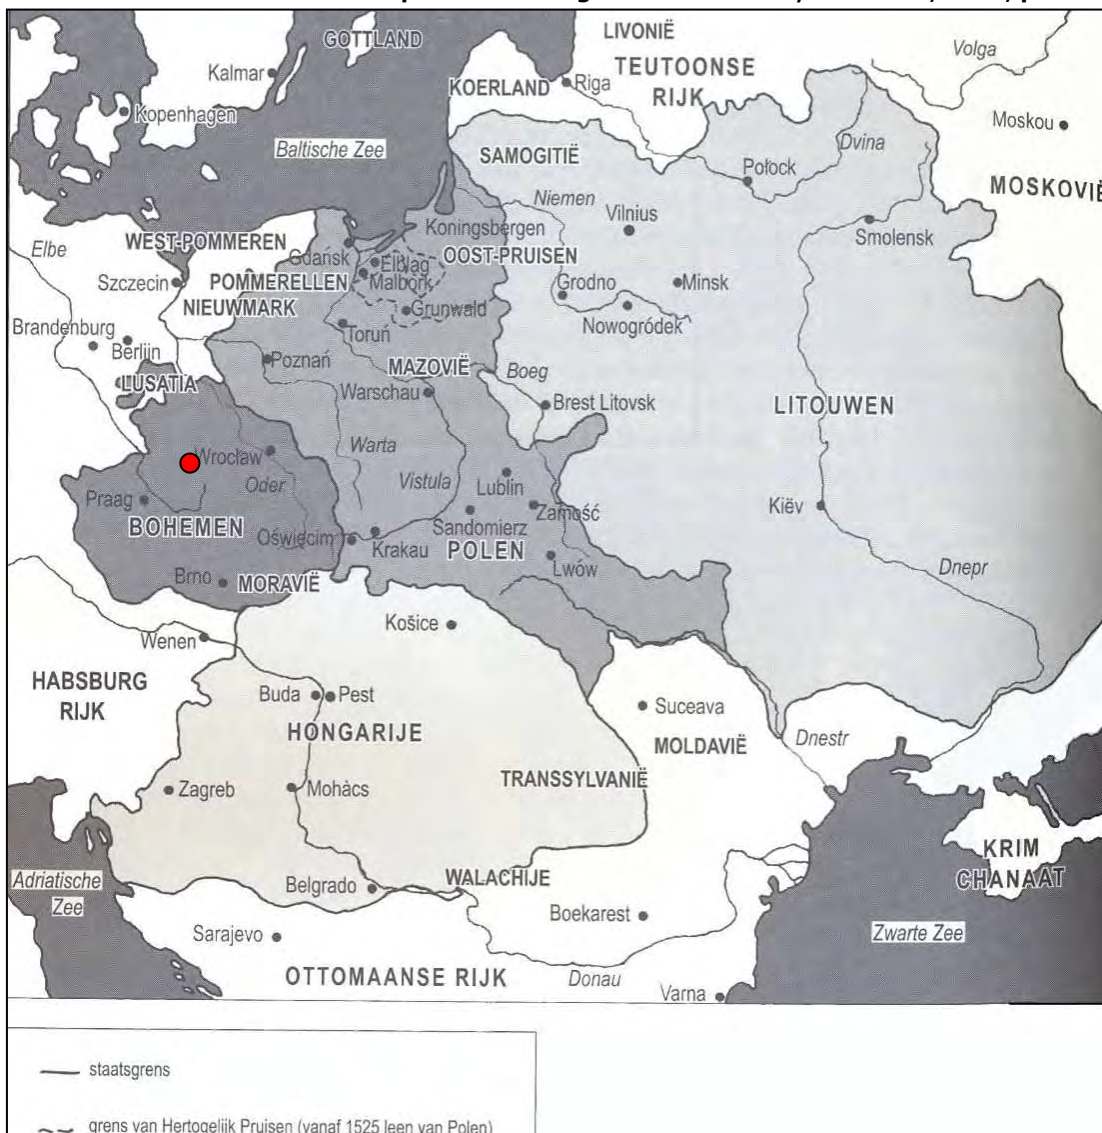 GOTTLAND
LIVONIË
Volga
Kalmar
KOERLAND
TEUTOONSE
RIJK
Riga
Kopenhagen
Moskou
Baltische Zee
SAMOGITIË
Dvina
Połock
MOSKOVIË
Niemen
Vilnius
Smolensk
Koningsbergen
Elbe
WEST-POMMEREN
Gdańsk
OOST-PRUISEN
Elbląg
Szczecin
POMMERELLEN
Malbork
Grodno
Minsk
NIEUWMARK
Grunwald
Nowogródek
Brandenburg
Toruń
Berlijn
Poznań
MAZOVIË
Boeg
LUSATIA
Warschau
Brest Litovsk
LITOUWEN
Warta
Wrocław
Oder
Vistula
Lublin
Praag
Zamość
Kiëv
BOHEMEN
Sandomierz
Oświęcim
Krakau
POLEN
Lwów
Dnepr
Brno
MORAVIË
Košice
Wenen
HABSBURG
RIJK
Buda
Pest
Suceava
HONGARIJE
MOLDAVIË
Dnestr
TRANSSYLVANIË
Zagreb
Mohàcs
KRIM
CHANAAT
Adriatische
Zee
Belgrado
WALACHIJE
Boekarest
Sarajevo
Zwarte Zee
OTTOMAANSE RIJK
Donau
Varna
staatsgrens
grens van Hertogelijk Pruisen (vanaf 1525 leen van Polen)